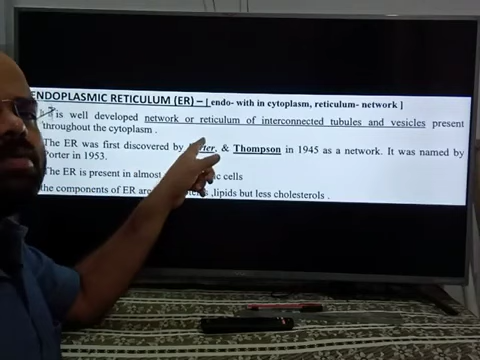 ENDOPLASMIC RETICULUM (ER) – [ endo- with in cytoplasm, reticulum- network ]
is well developed network or reticulum of interconnected tubules and vesicles present
throughout the cytoplasm .
The ER was first discovered by & Thompson in 1945 as a network. It was named by
Porter in 1953.
The ER is present in almost cells
the components of ER are ,lipids but less cholesterols .